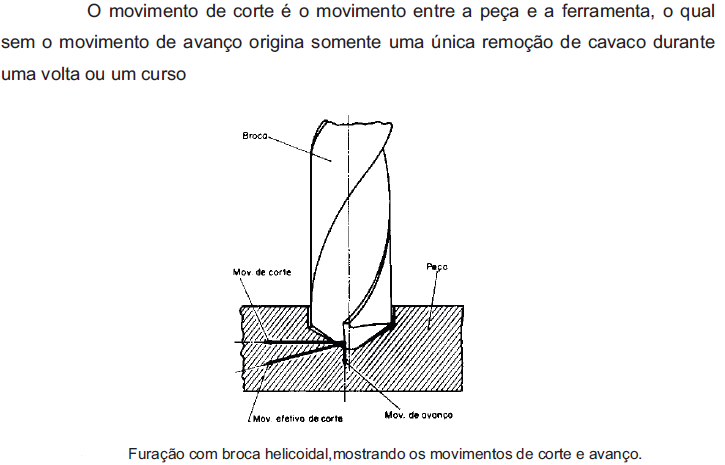 O movimento de corte é o movimento entre a peça e a ferramenta, o qual
sem o movimento de avanço origina somente uma única remoção de cavaco durante
uma volta ou um curso
Broca
Mov. de corte
Peça
Mov. efetivo de corte
Mov. de avanço
Furação com broca helicoidal,mostrando os movimentos de corte e avanço.